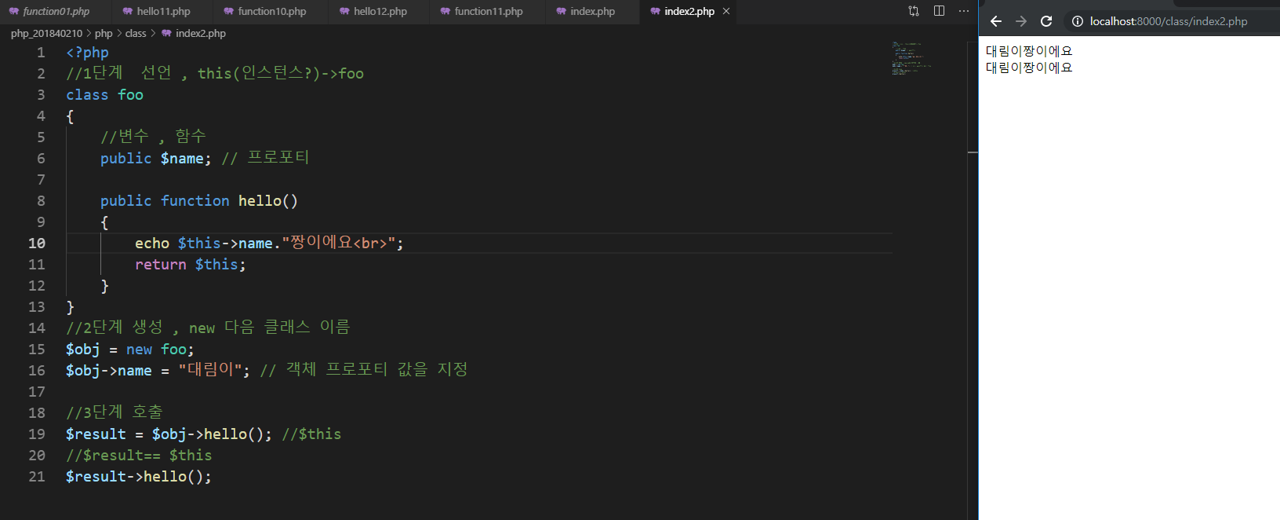 function01.php hello11.php function10.php hello12.php function11.php index.php index2.php
php_201840210 > php > class > index2.php
1 <?php
2 //1단계  선언 , this(인스턴스?)->foo
3 class foo
4 {
5     //변수 , 함수
6     public $name; // 프로포티
7
8     public function hello()
9     {
10         echo $this->name."짱이에요<br>";
11         return $this;
12     }
13 }
14 //2단계 생성 , new 다음 클래스 이름
15 $obj = new foo;
16 $obj->name = "대림이"; // 객체 프로포티 값을 지정
17
18 //3단계 호출
19 $result = $obj->hello(); //$this
20 //$result== $this
21 $result->hello();
localhost:8000/class/index2.php
대림이짱이에요
대림이짱이에요